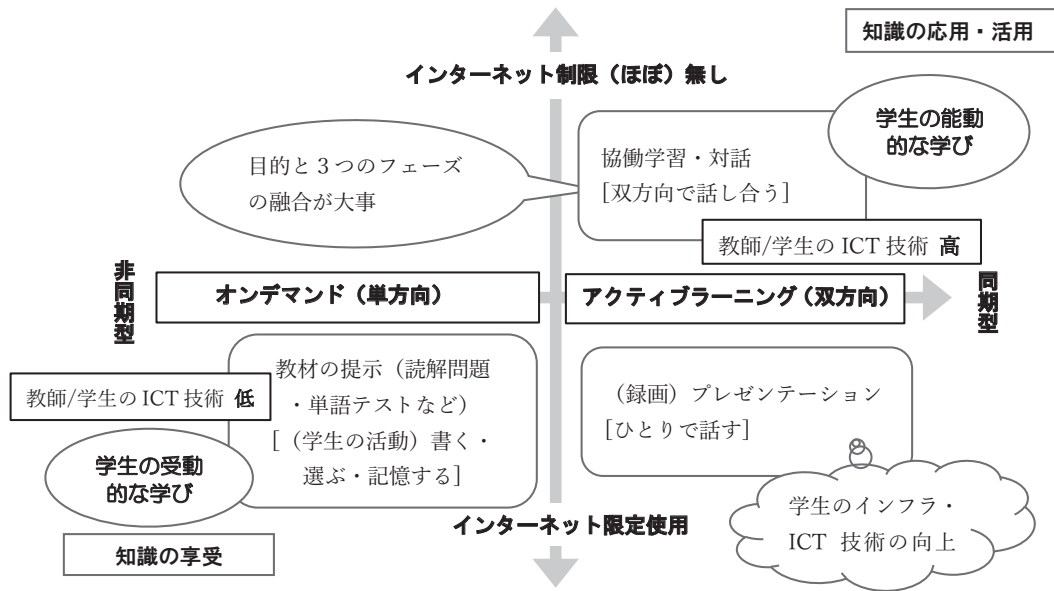 知識の応用・活用
インターネット制限（ほぼ）無し
学生の能動
的な学び
目的と３つのフェーズ
の融合が大事
協働学習・対話
[双方向で話し合う]
教師/学生の ICT 技術 高
非同期型
オンデマンド（単方向）
アクティブラーニング（双方向）
同期型
教材の提示（読解問題
・単語テストなど）
[（学生の活動）書く・
選ぶ・記憶する]
教師/学生の ICT 技術 低
学生の受動
的な学び
（録画）プレゼンテーション
[ひとりで話す]
学生のインフラ・
ICT 技術の向上
インターネット限定使用
知識の享受